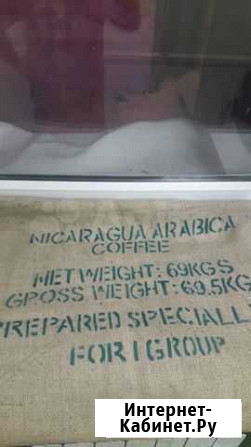 NICARAGUA ARABICA
COFFEE
NET WEIGHT: 69KGS
GROSS WEIGHT: 69.5KG
PREPARED SPECIALL
FOR I GROUP
Интернет-
Кабинет.Ру